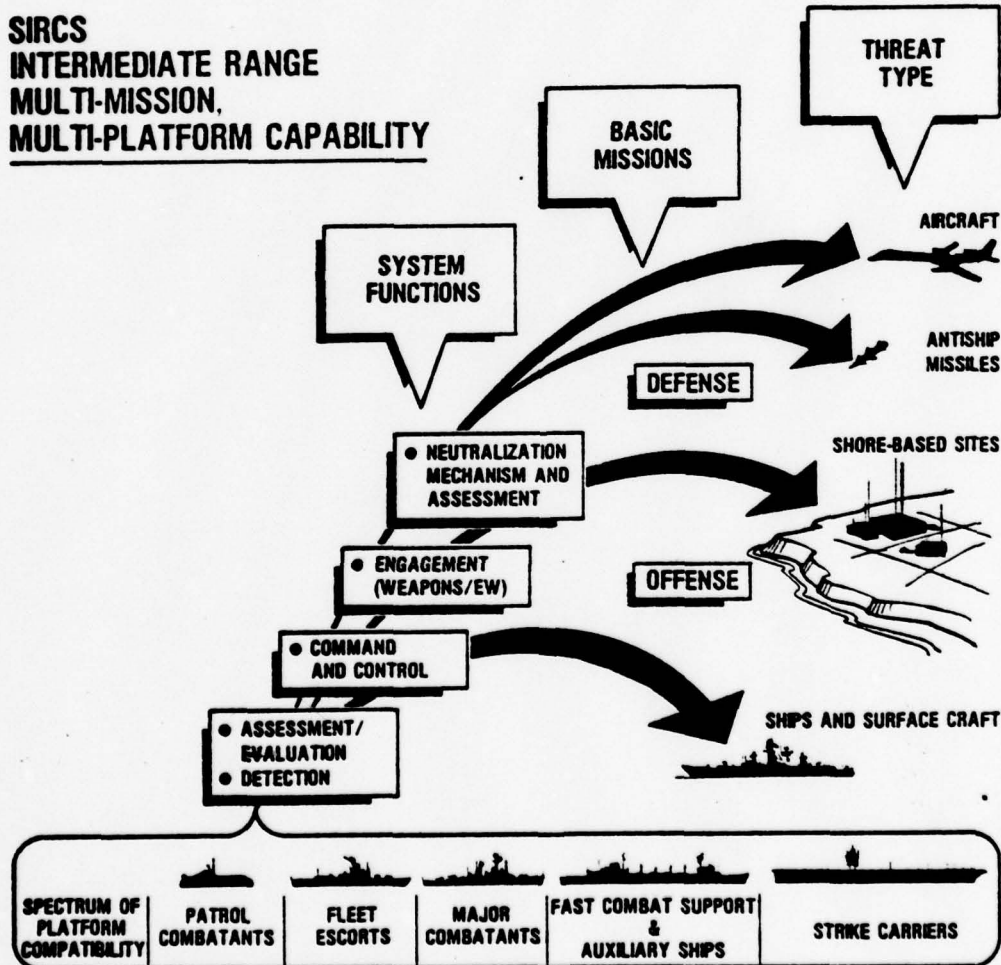 SIRCS
INTERMEDIATE RANGE
MULTI-MISSION,
MULTI-PLATFORM CAPABILITY
THREAT
TYPE
BASIC
MISSIONS
SYSTEM
FUNCTIONS
AIRCRAFT
ANTISHIP
MISSILES
DEFENSE
• NEUTRALIZATION
MECHANISM AND
ASSESSMENT
SHORE-BASED SITES
• ENGAGEMENT
(WEAPONS/EW)
OFFENSE
• COMMAND
AND CONTROL
• ASSESSMENT/
EVALUATION
• DETECTION
SHIPS AND SURFACE CRAFT
SPECTRUM OF
PLATFORM
COMPATIBILITY
PATROL
COMBATANTS
FLEET
ESCORTS
MAJOR
COMBATANTS
FAST COMBAT SUPPORT
&
AUXILIARY SHIPS
STRIKE CARRIERS